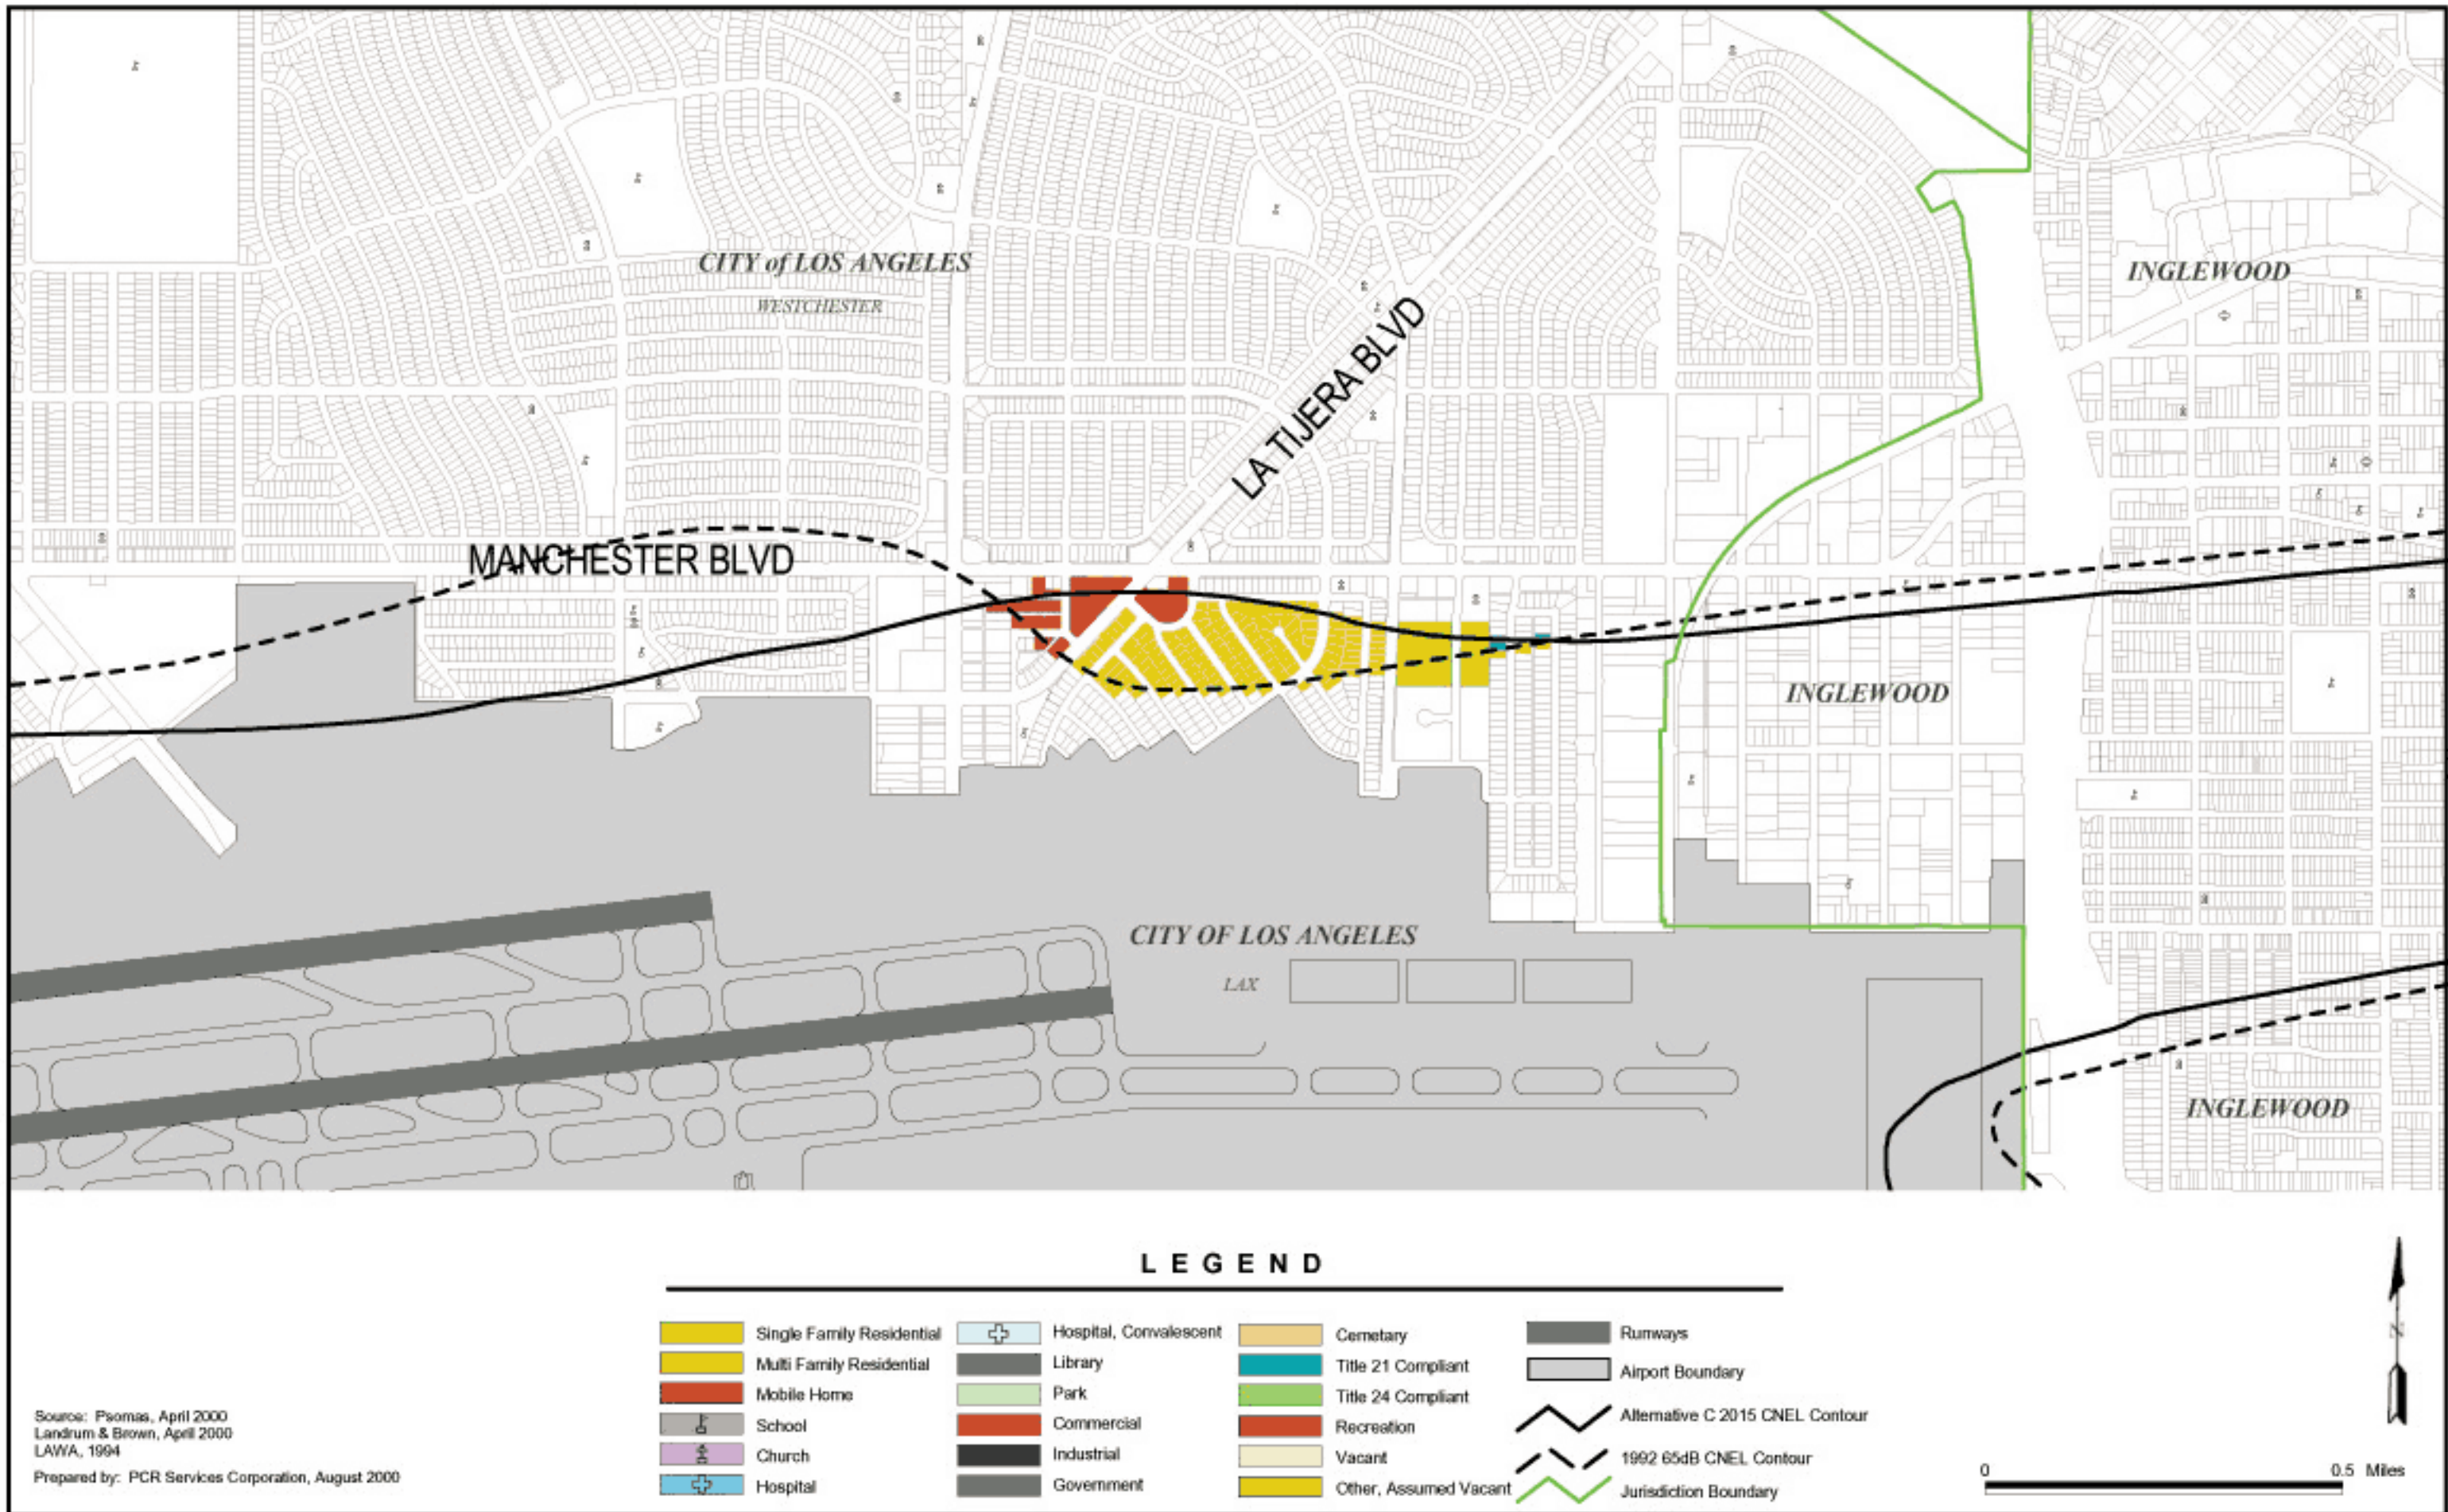 CITY of LOS ANGELES
WESTCHESTER
INGLEWOOD
LA TIJERA BLVD
MANCHESTER BLVD
INGLEWOOD
CITY OF LOS ANGELES
LAX
INGLEWOOD
LEGEND
Single Family Residential
Multi Family Residential
Mobile Home
School
Church
Hospital
Hospital, Convalescent
Library
Park
Commercial
Industrial
Government
Cemetary
Title 21 Compliant
Title 24 Compliant
Recreation
Vacant
Other, Assumed Vacant
Runways
Airport Boundary
Alternative C 2015 CNEL Contour
1992 65dB CNEL Contour
Jurisdiction Boundary
Source: Psomas, April 2000
Landrum & Brown, April 2000
LAWA, 1994
Prepared by: PCR Services Corporation, August 2000
N
0 0.5 Miles